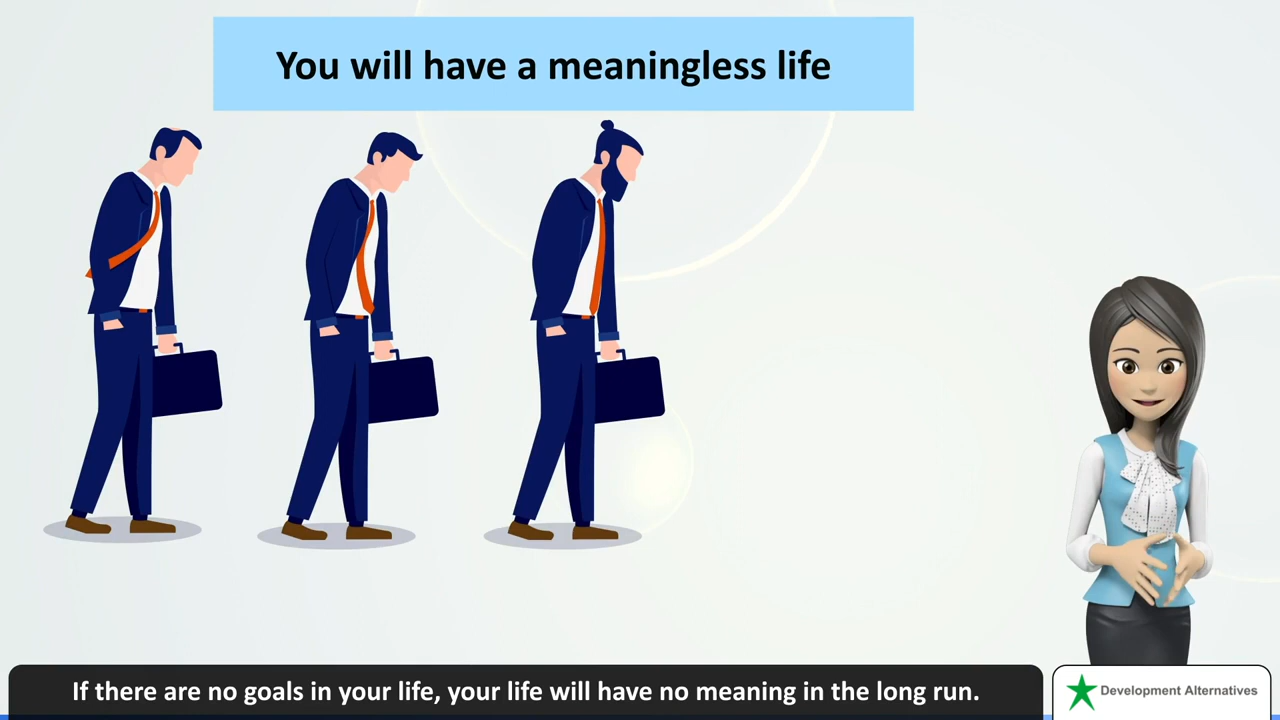 You will have a meaningless life
If there are no goals in your life, your life will have no meaning in the long run.
Development Alternatives